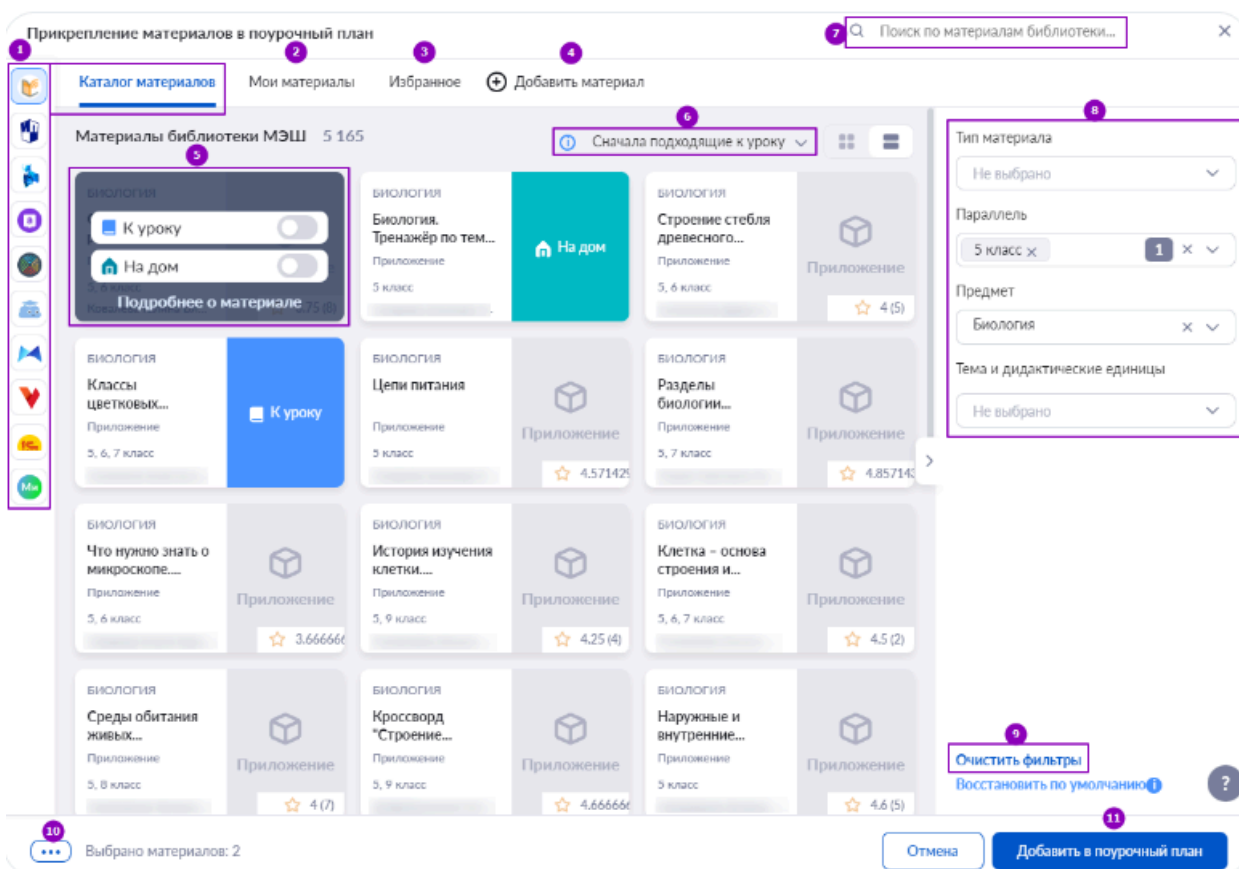 Прикрепление материалов в поурочный план
7
Поиск по материалам библиотеки...
1
2
3
4
Каталог материалов
Мои материалы
Избранное
Добавить материал
8
Материалы библиотеки МЭШ 5 165
5
6
Сначала подходящие к уроку
Тип материала
Не выбрано
Параллель
5 класс
1
Предмет
Биология
Тема и дидактические единицы
Не выбрано
БИОЛОГИЯ
К уроку
На дом
Подробнее о материале
БИОЛОГИЯ
Биология.
Тренажёр по тем...
Приложение
5 класс
На дом
БИОЛОГИЯ
Строение стебля
древесного...
Приложение
5, 6 класс
Приложение
4 (5)
БИОЛОГИЯ
Классы
цветковых...
Приложение
5, 6, 7 класс
К уроку
БИОЛОГИЯ
Цепи питания
Приложение
5 класс
Приложение
4.571429
БИОЛОГИЯ
Разделы
биологии...
Приложение
5, 7 класс
Приложение
4.857143
БИОЛОГИЯ
Что нужно знать о
микроскопе....
Приложение
5, 6 класс
Приложение
3.666666
БИОЛОГИЯ
История изучения
клетки....
Приложение
5, 9 класс
Приложение
4.25 (4)
БИОЛОГИЯ
Клетка – основа
строения и...
Приложение
5, 6, 7 класс
Приложение
4.5 (2)
БИОЛОГИЯ
Среды обитания
живых...
Приложение
5, 8 класс
Приложение
4 (7)
БИОЛОГИЯ
Кроссворд
"Строение...
Приложение
5, 9 класс
Приложение
4.666666
БИОЛОГИЯ
Наружные и
внутренние...
Приложение
5 класс
Приложение
4.6 (5)
9
Очистить фильтры
Восстановить по умолчанию
?
10
Выбрано материалов: 2
Отмена
11
Добавить в поурочный план